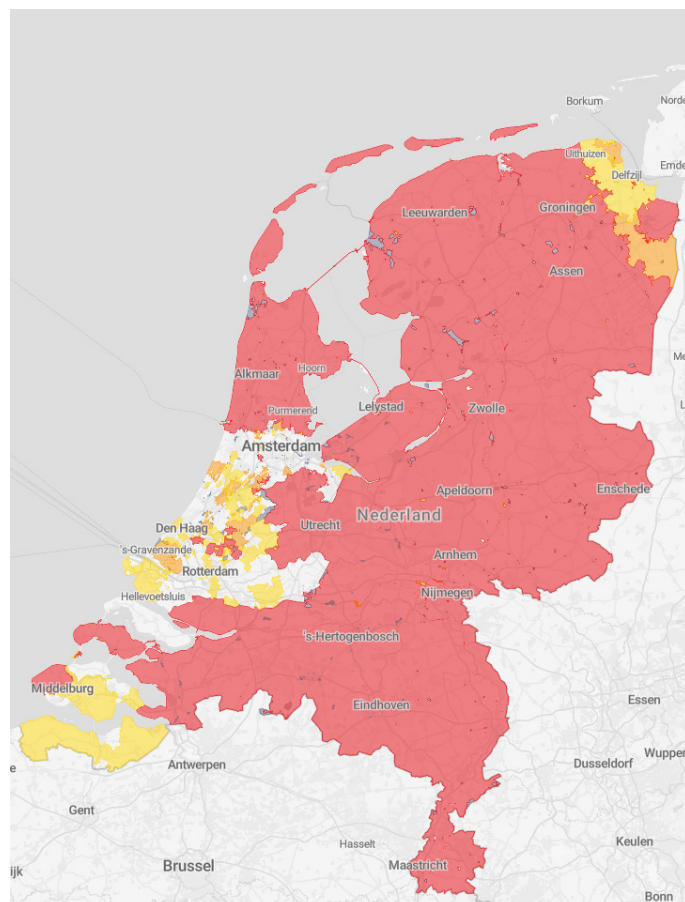 Borkum
Norde
Uithuizen
Emde
Delfzijl
Leeuwarden
Groningen
Assen
Me
Hoorn
Alkmaar
Lelystad
Zwolle
L
Purmerend
Amsterdam
Apeldoorn
Enschede
Nederland
Utrecht
Den Haag
's-Gravenzande
Arnhem
Rotterdam
Nijmegen
Hellevoetsluis
's-Hertogenbosch
Middelburg
Essen
Eindhoven
Wupper
Antwerpen
Dusseldorf
e
Gent
Hasselt
Keulen
Brussel
Maastricht
ijk
Bonn